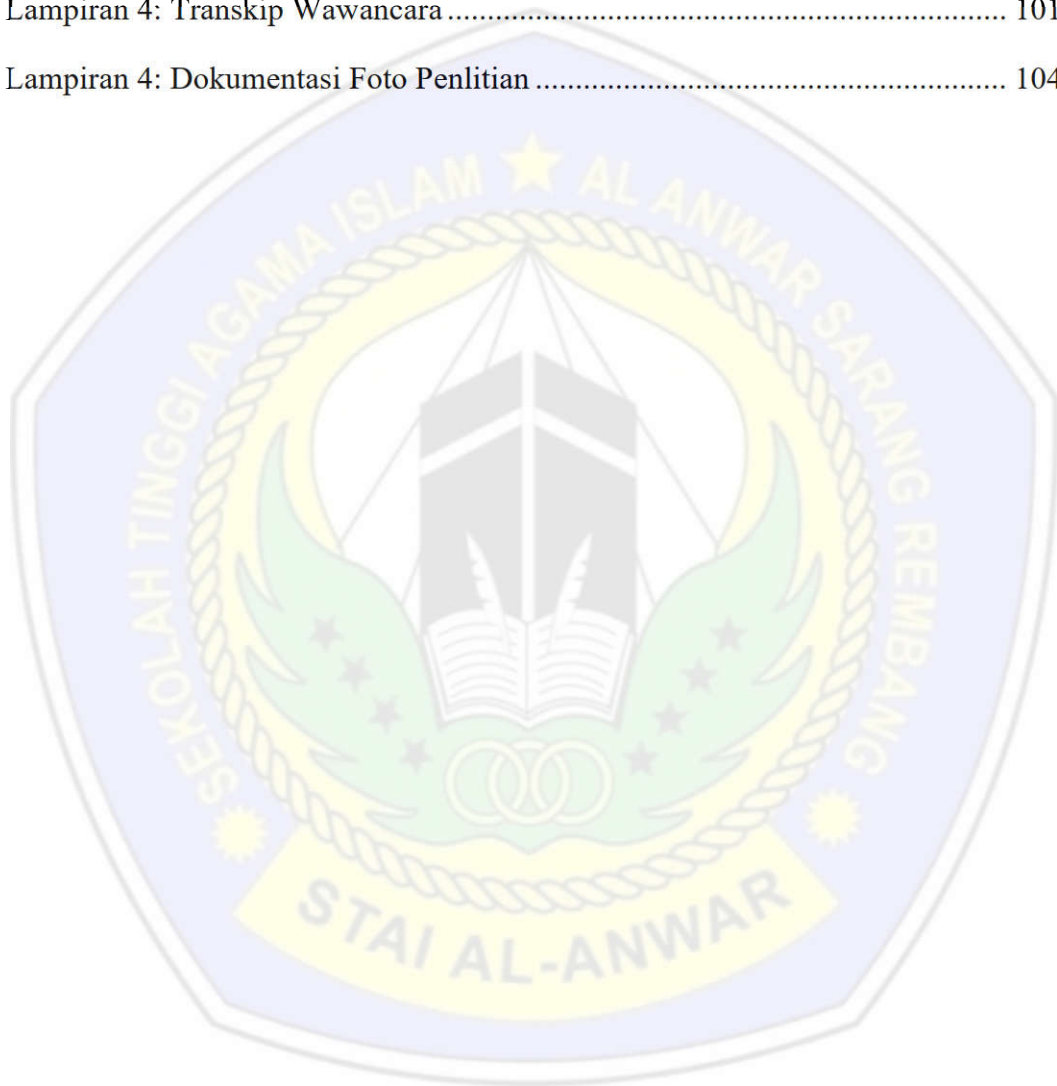 Lampiran 4: Transkip Wawancara ........................................................................ 101
Lampiran 4: Dokumentasi Foto Penlitian ............................................................ 104
SEKOLAH TINGGI AGAMA ISLAM AL ANWAR SARANG REMBANG
STAI AL-ANWAR